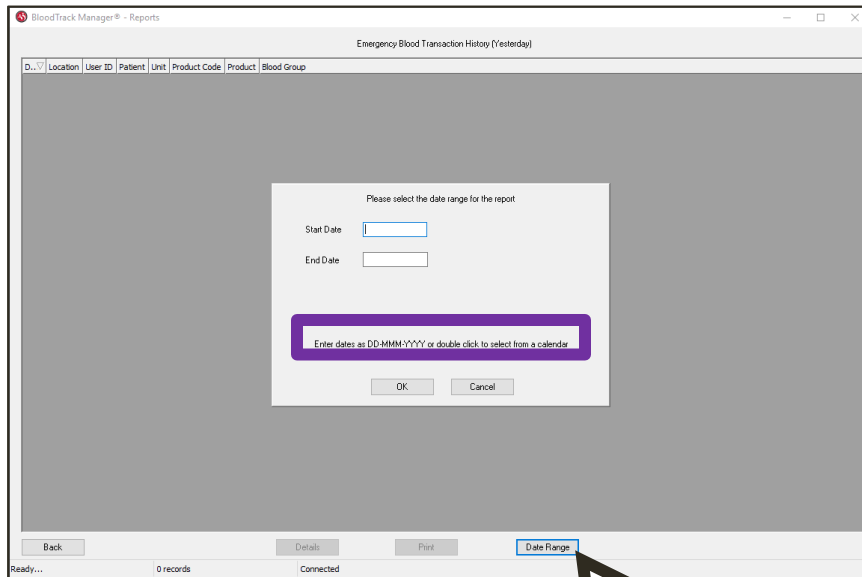 BloodTrack Manager® - Reports
Emergency Blood Transaction History (Yesterday)
D.. Location User ID Patient Unit Product Code Product Blood Group
Please select the date range for the report
Start Date
End Date
Enter dates as DD-MMM-YYYY or double click to select from a calendar
OK Cancel
Back Details Print Date Range
Ready... 0 records Connected